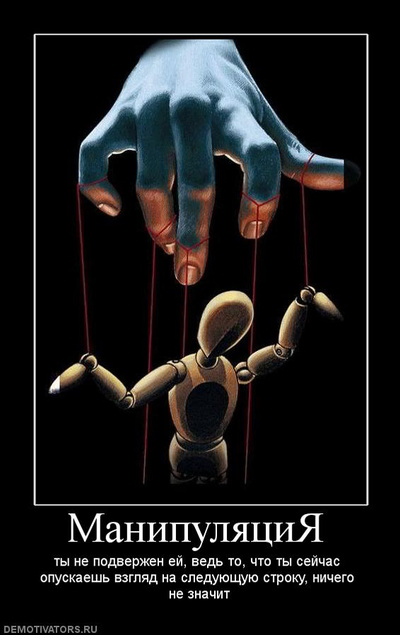 МанипуляциЯ
ты не подвержен ей, ведь то, что ты сейчас
опускаешь взгляд на следующую строку, ничего
не значит
DEMOTIVATORS.RU